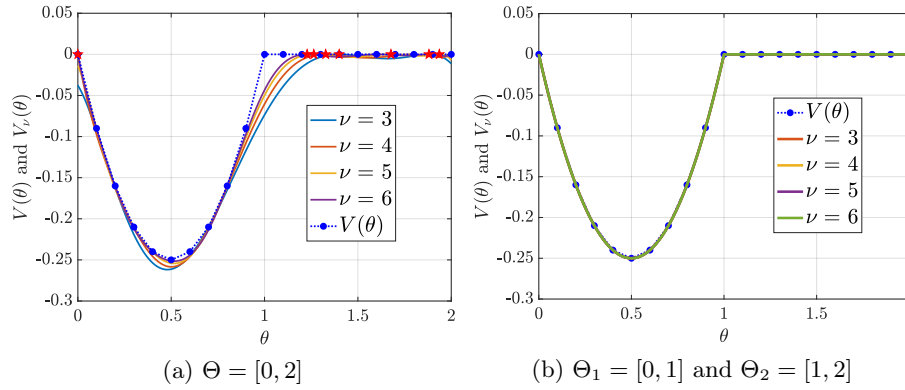 0.05
0
-0.05
-0.1
-0.15
-0.2
-0.25
-0.3
V(θ) and V_ν(θ)
0 0.5 1 1.5 2
θ
ν = 3
ν = 4
ν = 5
ν = 6
V(θ)
(a) Θ = [0, 2]
0.05
0
-0.05
-0.1
-0.15
-0.2
-0.25
-0.3
V(θ) and V_ν(θ)
0 0.5 1 1.5
θ
V(θ)
ν = 3
ν = 4
ν = 5
ν = 6
(b) Θ₁ = [0, 1] and Θ₂ = [1, 2]